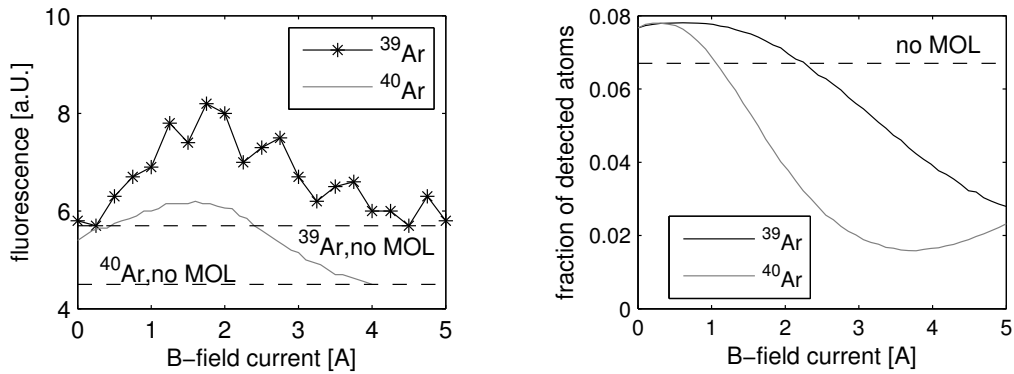 10
8
6
4
fluorescence [a.U.]
³⁹Ar
⁴⁰Ar
³⁹Ar,no MOL
⁴⁰Ar,no MOL
0 1 2 3 4 5
B−field current [A]
0.08
0.06
0.04
0.02
0
fraction of detected atoms
no MOL
³⁹Ar
⁴⁰Ar
0 1 2 3 4 5
B−field current [A]